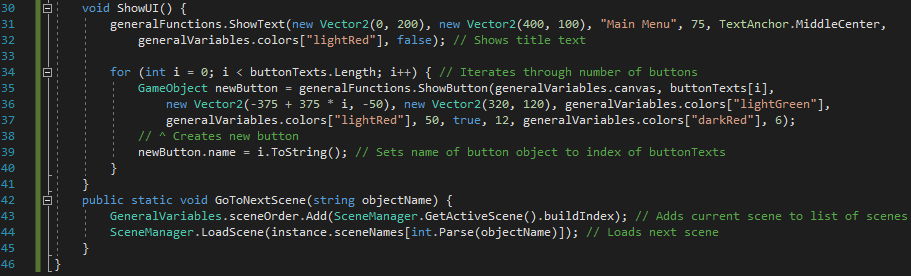 30 void ShowUI() {
31 generalFunctions.ShowText(new Vector2(0, 200), new Vector2(400, 100), "Main Menu", 75, TextAnchor.MiddleCenter,
32 generalVariables.colors["lightRed"], false); // Shows title text
33
34 for (int i = 0; i < buttonTexts.Length; i++) { // Iterates through number of buttons
35 GameObject newButton = generalFunctions.ShowButton(generalVariables.canvas, buttonTexts[i],
36 new Vector2(-375 + 375 * i, -50), new Vector2(320, 120), generalVariables.colors["lightGreen"],
37 generalVariables.colors["lightRed"], 50, true, 12, generalVariables.colors["darkRed"], 6);
38 // ^ Creates new button
39 newButton.name = i.ToString(); // Sets name of button object to index of buttonTexts
40 }
41 }
42 public static void GoToNextScene(string objectName) {
43 GeneralVariables.sceneOrder.Add(SceneManager.GetActiveScene().buildIndex); // Adds current scene to list of scenes
44 SceneManager.LoadScene(instance.sceneNames[int.Parse(objectName)]); // Loads next scene
45 }
46 }